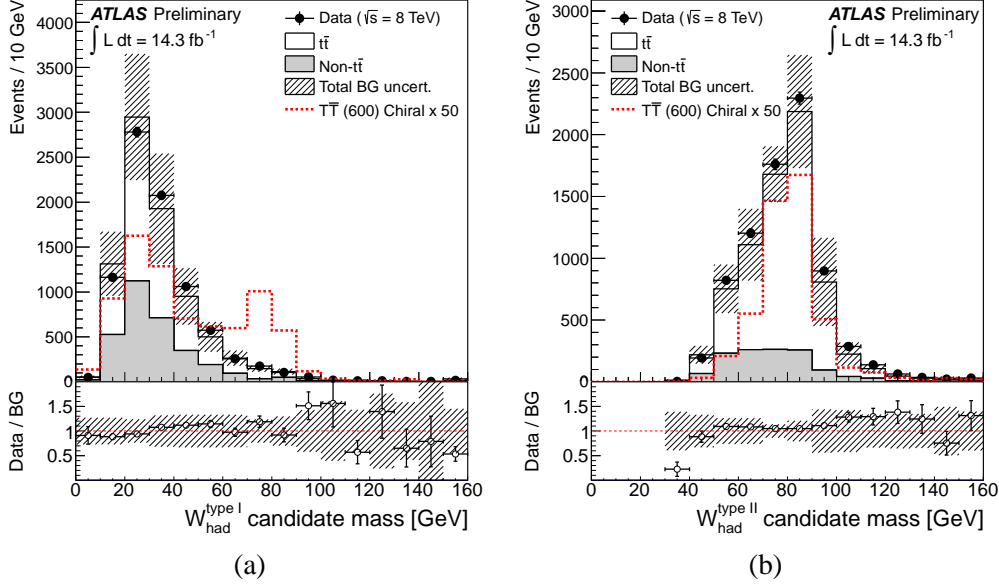 ATLAS Preliminary
∫ L dt = 14.3 fb⁻¹
Data (√s = 8 TeV)
tt̄
Non-tt̄
Total BG uncert.
TT̄ (600) Chiral x 50
Events / 10 GeV
4000
3500
3000
2500
2000
1500
1000
500
0
Data / BG
1.5
1
0.5
0 20 40 60 80 100 120 140 160
W_had^type I candidate mass [GeV]
(a)
Data (√s = 8 TeV)
tt̄
Non-tt̄
Total BG uncert.
TT̄ (600) Chiral x 50
ATLAS Preliminary
∫ L dt = 14.3 fb⁻¹
Events / 10 GeV
3000
2500
2000
1500
1000
500
0
Data / BG
1.5
1
0.5
0 20 40 60 80 100 120 140 160
W_had^type II candidate mass [GeV]
(b)